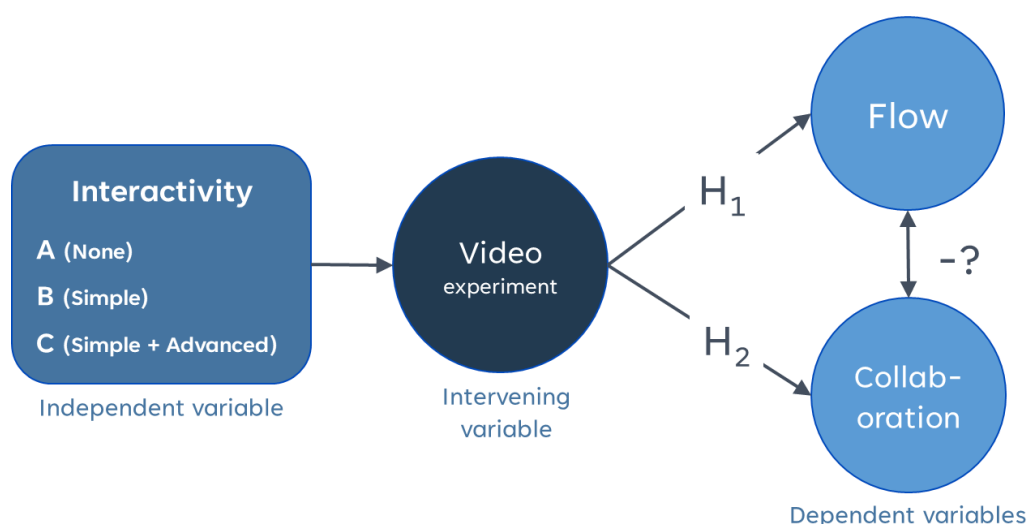 Interactivity
A (None)
B (Simple)
C (Simple + Advanced)
Independent variable
Video
experiment
Intervening
variable
H1
H2
Flow
-?
Collab-
oration
Dependent variables